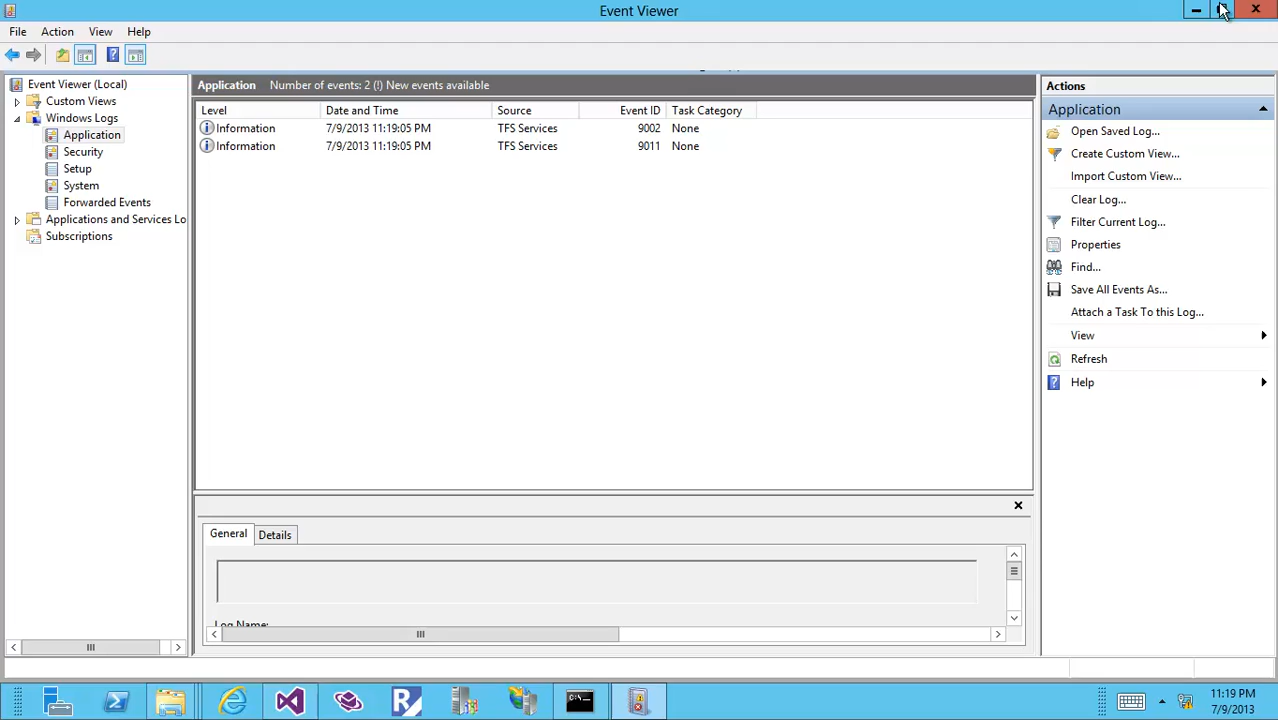 Event Viewer
File Action View Help
Event Viewer (Local)
Custom Views
Windows Logs
Application
Security
Setup
System
Forwarded Events
Applications and Services Lo
Subscriptions
Application Number of events: 2 (!) New events available
Level Date and Time Source Event ID Task Category
Information 7/9/2013 11:19:05 PM TFS Services 9002 None
Information 7/9/2013 11:19:05 PM TFS Services 9011 None
General Details
Log Name:
Actions
Application
Open Saved Log...
Create Custom View...
Import Custom View...
Clear Log...
Filter Current Log...
Properties
Find...
Save All Events As...
Attach a Task To this Log...
View
Refresh
Help
11:19 PM
7/9/2013